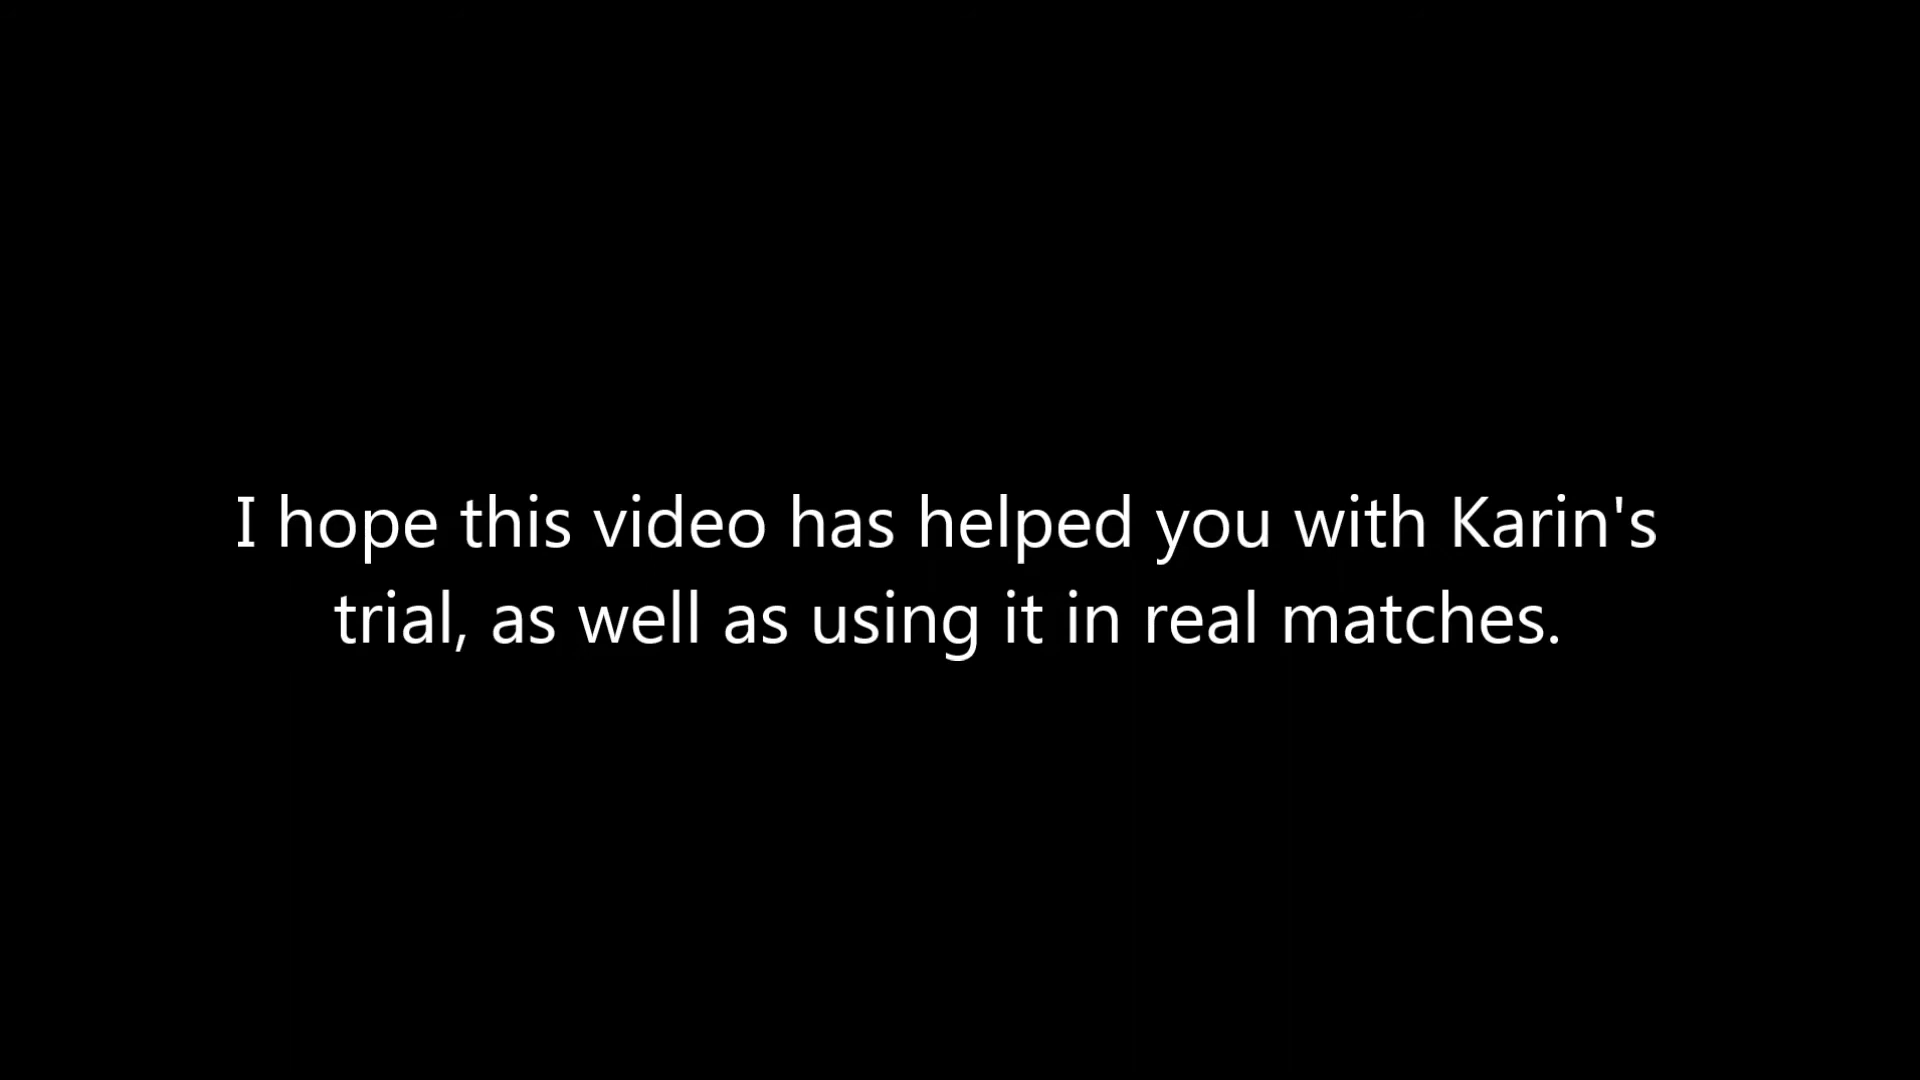 I hope this video has helped you with Karin's
trial, as well as using it in real matches.